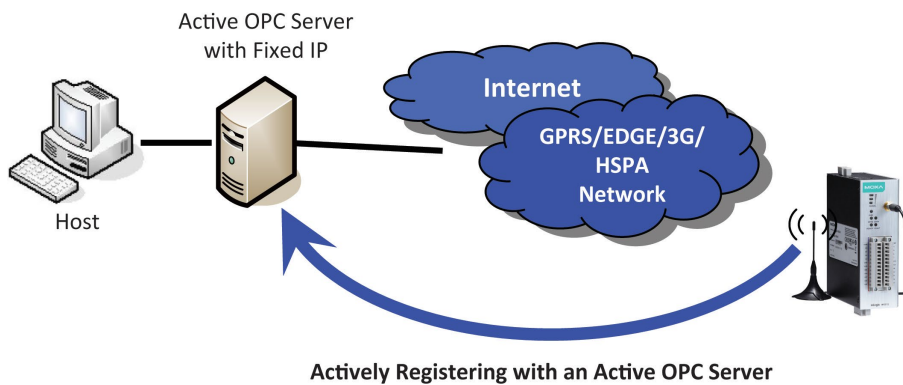 Active OPC Server
with Fixed IP
Internet
GPRS/EDGE/3G/
HSPA
Network
MOXA
Host
Actively Registering with an Active OPC Server